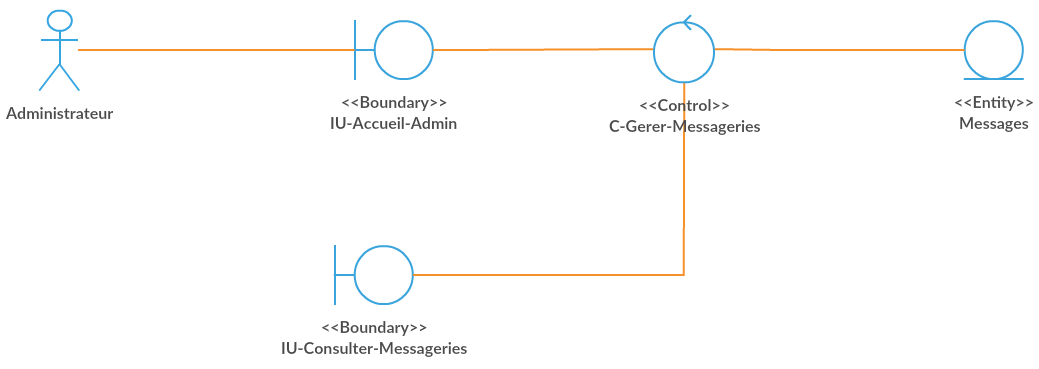 Administrateur
<<Boundary>>
IU-Accueil-Admin
<<Control>>
C-Gerer-Messageries
<<Entity>>
Messages
<<Boundary>>
IU-Consulter-Messageries